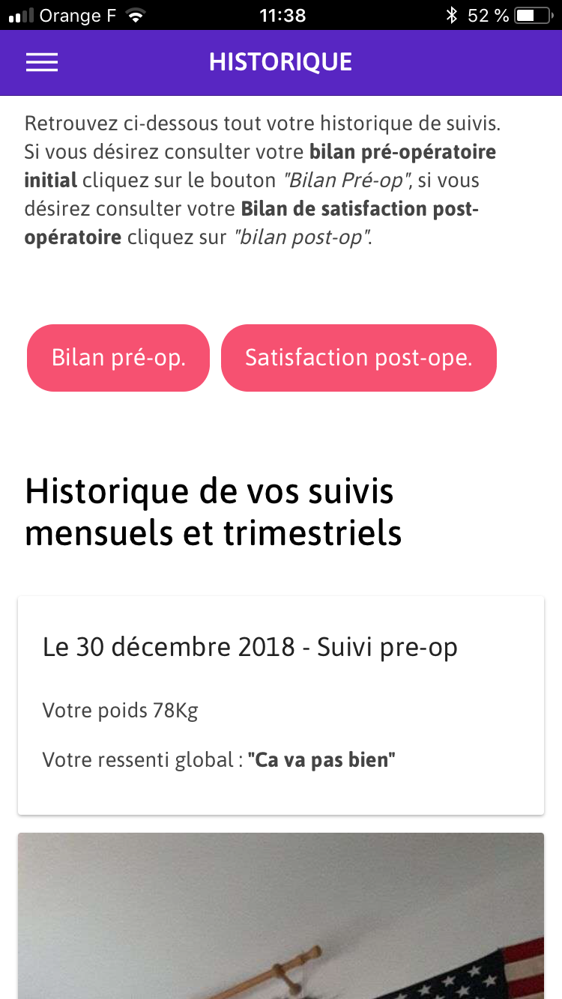 Orange F 11:38 52 %
HISTORIQUE
Retrouvez ci-dessous tout votre historique de suivis.
Si vous désirez consulter votre bilan pré-opératoire
initial cliquez sur le bouton "Bilan Pré-op", si vous
désirez consulter votre Bilan de satisfaction post-
opératoire cliquez sur "bilan post-op".
Bilan pré-op. Satisfaction post-ope.
Historique de vos suivis
mensuels et trimestriels
Le 30 décembre 2018 - Suivi pre-op
Votre poids 78Kg
Votre ressenti global : "Ca va pas bien"